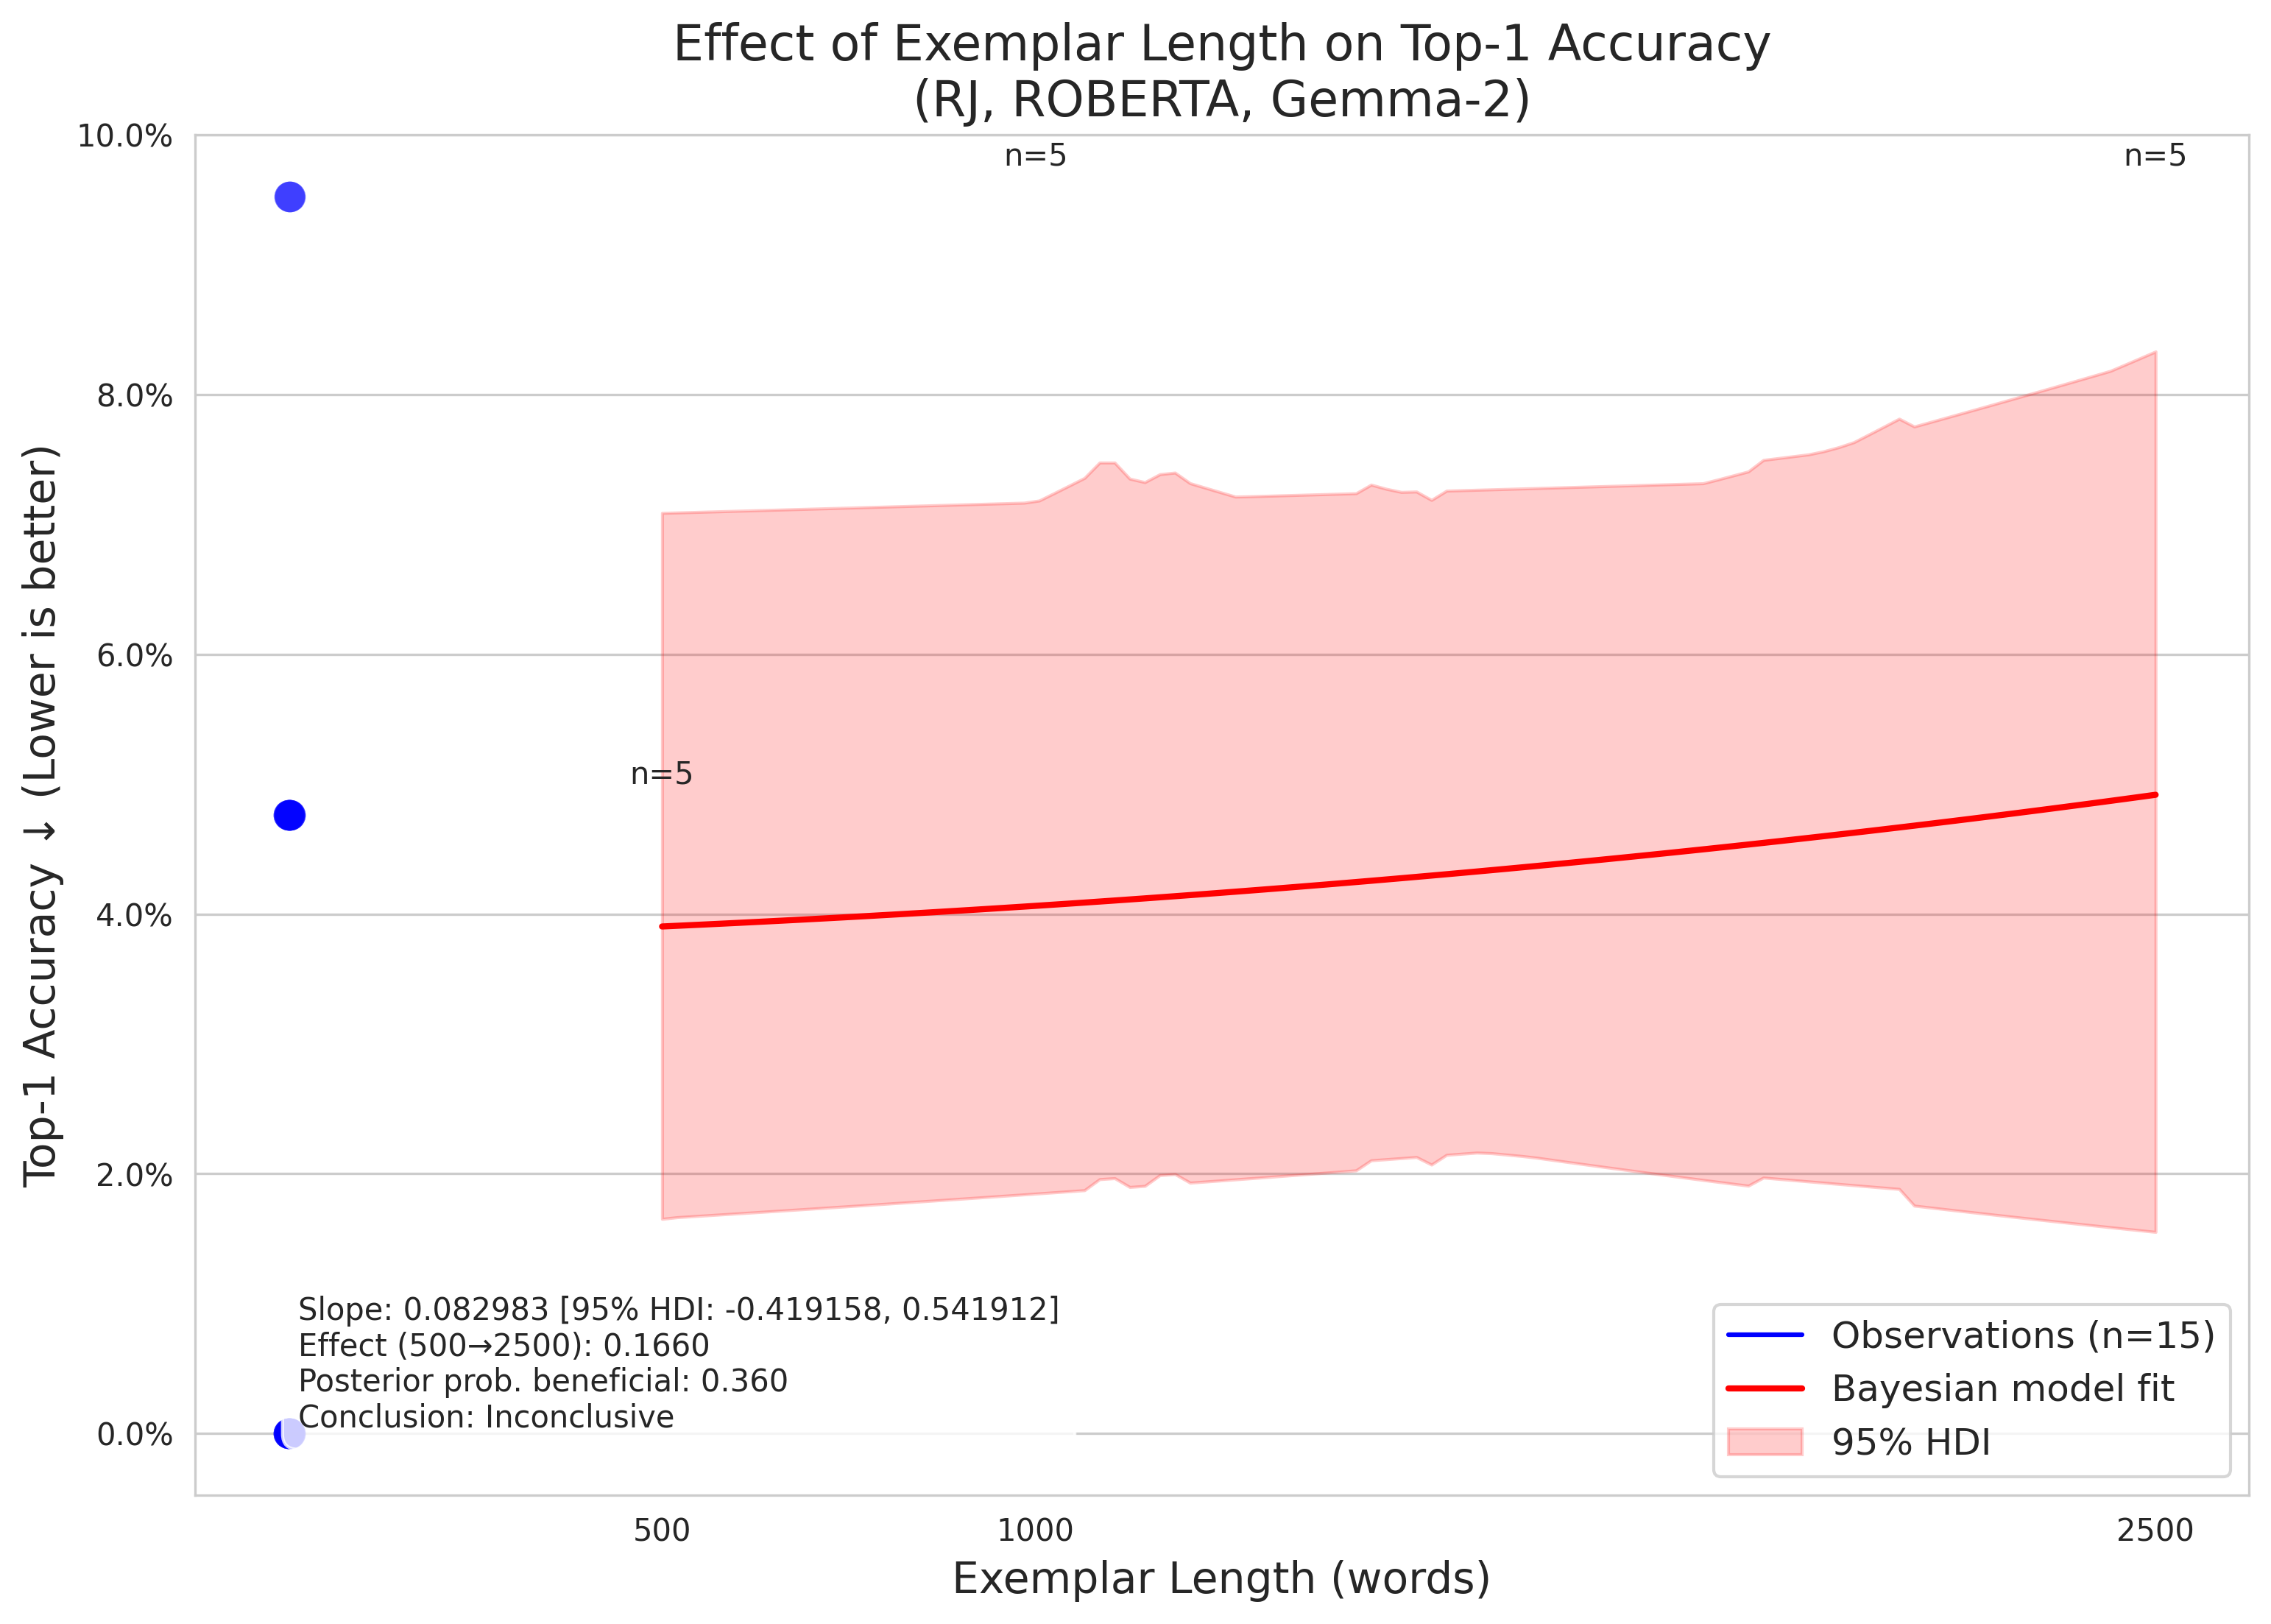 Effect of Exemplar Length on Top-1 Accuracy
(RJ, ROBERTA, Gemma-2)
10.0%
8.0%
6.0%
4.0%
2.0%
0.0%
Top-1 Accuracy ↓ (Lower is better)
n=5
n=5
n=5
Slope: 0.082983 [95% HDI: -0.419158, 0.541912]
Effect (500→2500): 0.1660
Posterior prob. beneficial: 0.360
Conclusion: Inconclusive
Observations (n=15)
Bayesian model fit
95% HDI
500
1000
2500
Exemplar Length (words)